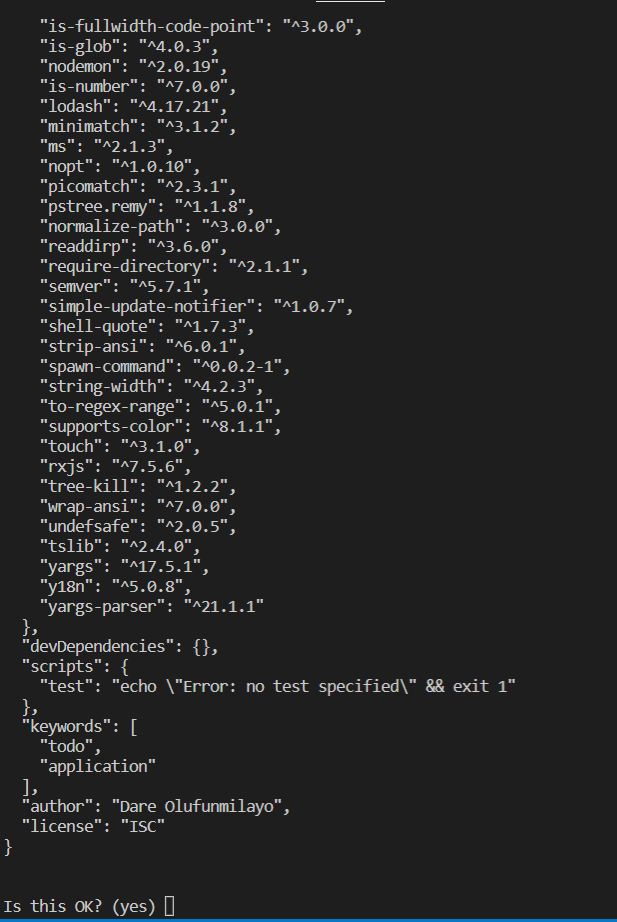 "is-fullwidth-code-point": "^3.0.0",
"is-glob": "^4.0.3",
"nodemon": "^2.0.19",
"is-number": "^7.0.0",
"lodash": "^4.17.21",
"minimatch": "^3.1.2",
"ms": "^2.1.3",
"nopt": "^1.0.10",
"picomatch": "^2.3.1",
"pstree.remy": "^1.1.8",
"normalize-path": "^3.0.0",
"readdirp": "^3.6.0",
"require-directory": "^2.1.1",
"semver": "^5.7.1",
"simple-update-notifier": "^1.0.7",
"shell-quote": "^1.7.3",
"strip-ansi": "^6.0.1",
"spawn-command": "^0.0.2-1",
"string-width": "^4.2.3",
"to-regex-range": "^5.0.1",
"supports-color": "^8.1.1",
"touch": "^3.1.0",
"rxjs": "^7.5.6",
"tree-kill": "^1.2.2",
"wrap-ansi": "^7.0.0",
"undefsafe": "^2.0.5",
"tslib": "^2.4.0",
"yargs": "^17.5.1",
"y18n": "^5.0.8",
"yargs-parser": "^21.1.1"
},
"devDependencies": {},
"scripts": {
"test": "echo \"Error: no test specified\" && exit 1"
},
"keywords": [
"todo",
"application"
],
"author": "Dare Olufunmilayo",
"license": "ISC"
}
Is this OK? (yes)